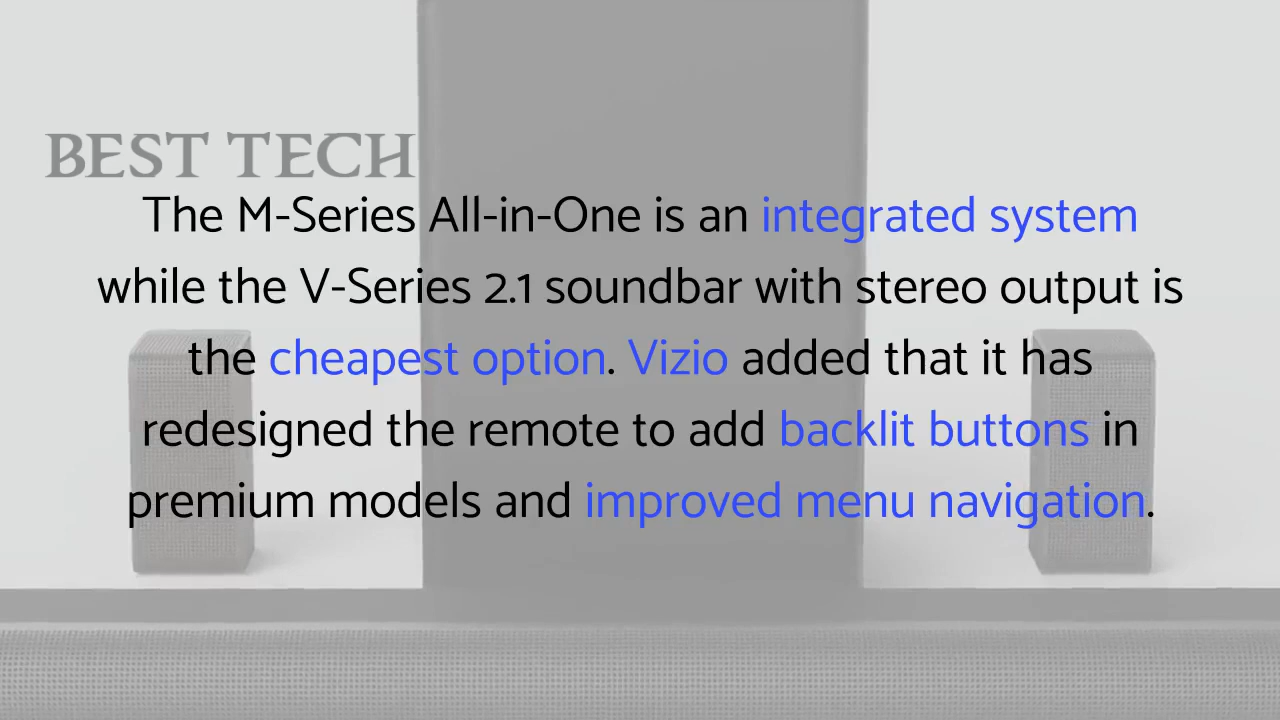 BEST TECH
The M-Series All-in-One is an integrated system
while the V-Series 2.1 soundbar with stereo output is
the cheapest option. Vizio added that it has
redesigned the remote to add backlit buttons in
premium models and improved menu navigation.